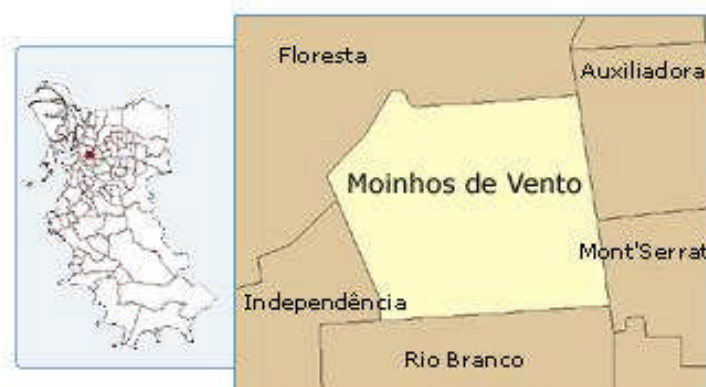 Floresta
Auxiliadora
Moinhos de Vento
Mont'Serrat
Independência
Rio Branco